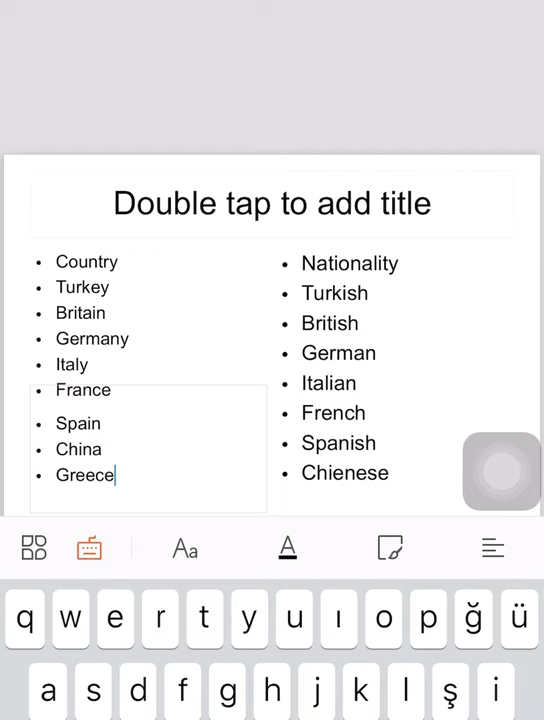 Double tap to add title
• Country
• Turkey
• Britain
• Germany
• Italy
• France
• Spain
• China
• Greece
• Nationality
• Turkish
• British
• German
• Italian
• French
• Spanish
• Chienese
Aa
A
q w e r t y u ı o p ğ ü
a s d f g h j k l ş i